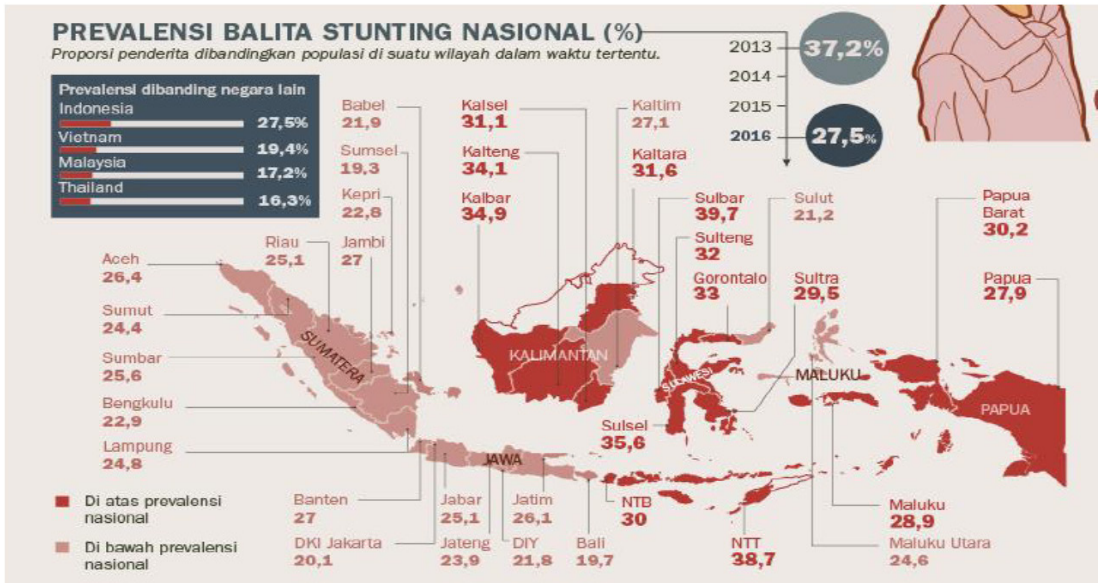 PREVALENSI BALITA STUNTING NASIONAL (%)
Proporsi penderita dibandingkan populasi di suatu wilayah dalam waktu tertentu.
2013
37,2%
2014
2015
2016
27,5%
Prevalensi dibanding negara lain
Indonesia
27,5%
Vietnam
19,4%
Malaysia
17,2%
Thailand
16,3%
Babel
21,9
Sumsel
19,3
Kepri
22,8
Riau
25,1
Jambi
27
Aceh
26,4
Sumut
24,4
Sumbar
25,6
Bengkulu
22,9
Lampung
24,8
SUMATERA
Kalsel
31,1
Kalteng
34,1
Kalbar
34,9
Kaltim
27,1
Kaltara
31,6
KALIMANTAN
Sulbar
39,7
Sulteng
32
Gorontalo
33
Sulut
21,2
Sultra
29,5
SULAWESI
Sulsel
35,6
MALUKU
Papua
Barat
30,2
Papua
27,9
PAPUA
JAWA
Di atas prevalensi
nasional
Di bawah prevalensi
nasional
Banten
27
DKI Jakarta
20,1
Jabar
25,1
Jateng
23,9
Jatim
26,1
DIY
21,8
Bali
19,7
NTB
30
NTT
38,7
Maluku
28,9
Maluku Utara
24,6